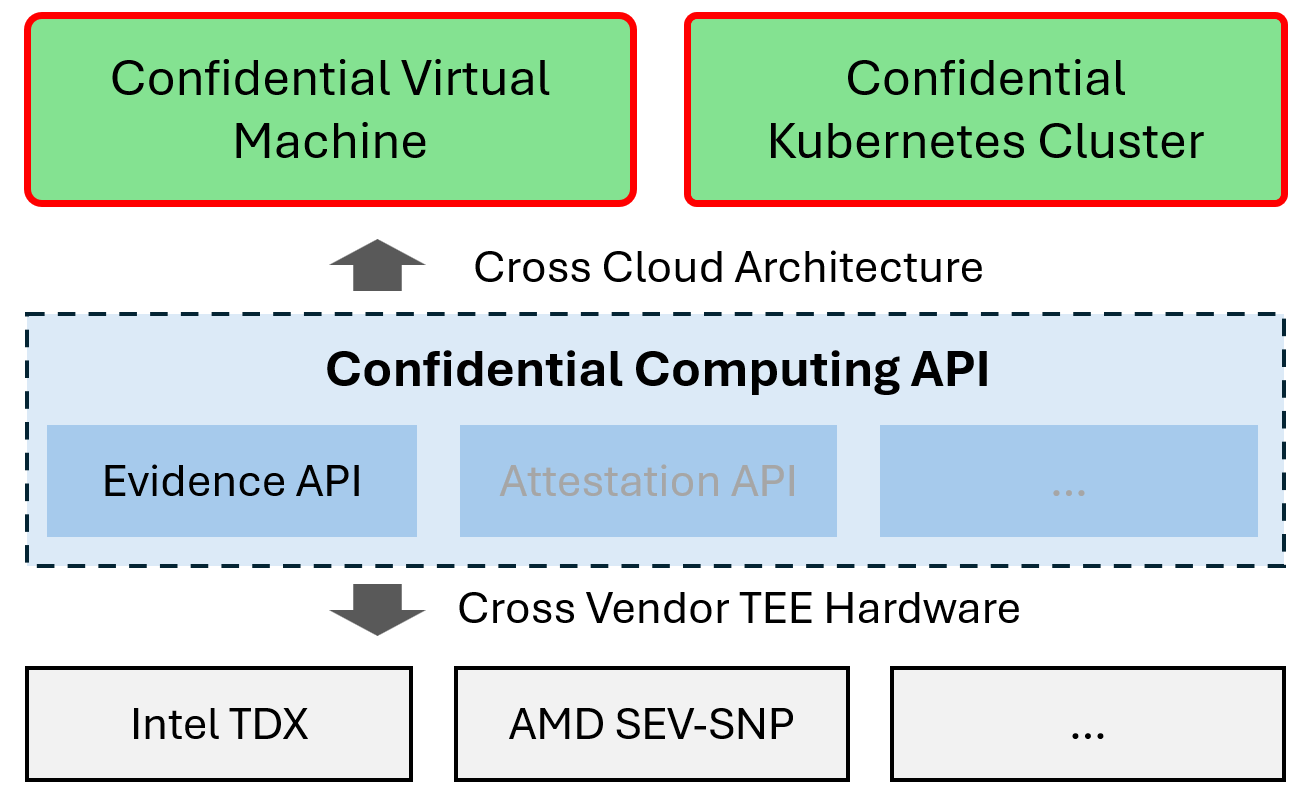 Confidential Virtual
Machine
Confidential
Kubernetes Cluster
Cross Cloud Architecture
Confidential Computing API
Evidence API
Attestation API
...
Cross Vendor TEE Hardware
Intel TDX
AMD SEV-SNP
...